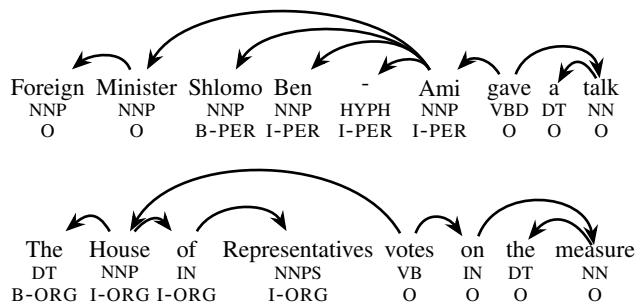 Foreign Minister Shlomo Ben - Ami gave a talk
NNP NNP NNP NNP HYPH NNP VBD DT NN
O O B-PER I-PER I-PER I-PER O O O
The House of Representatives votes on the measure
DT NNP IN NNPS VB IN DT NN
B-ORG I-ORG I-ORG I-ORG O O O O